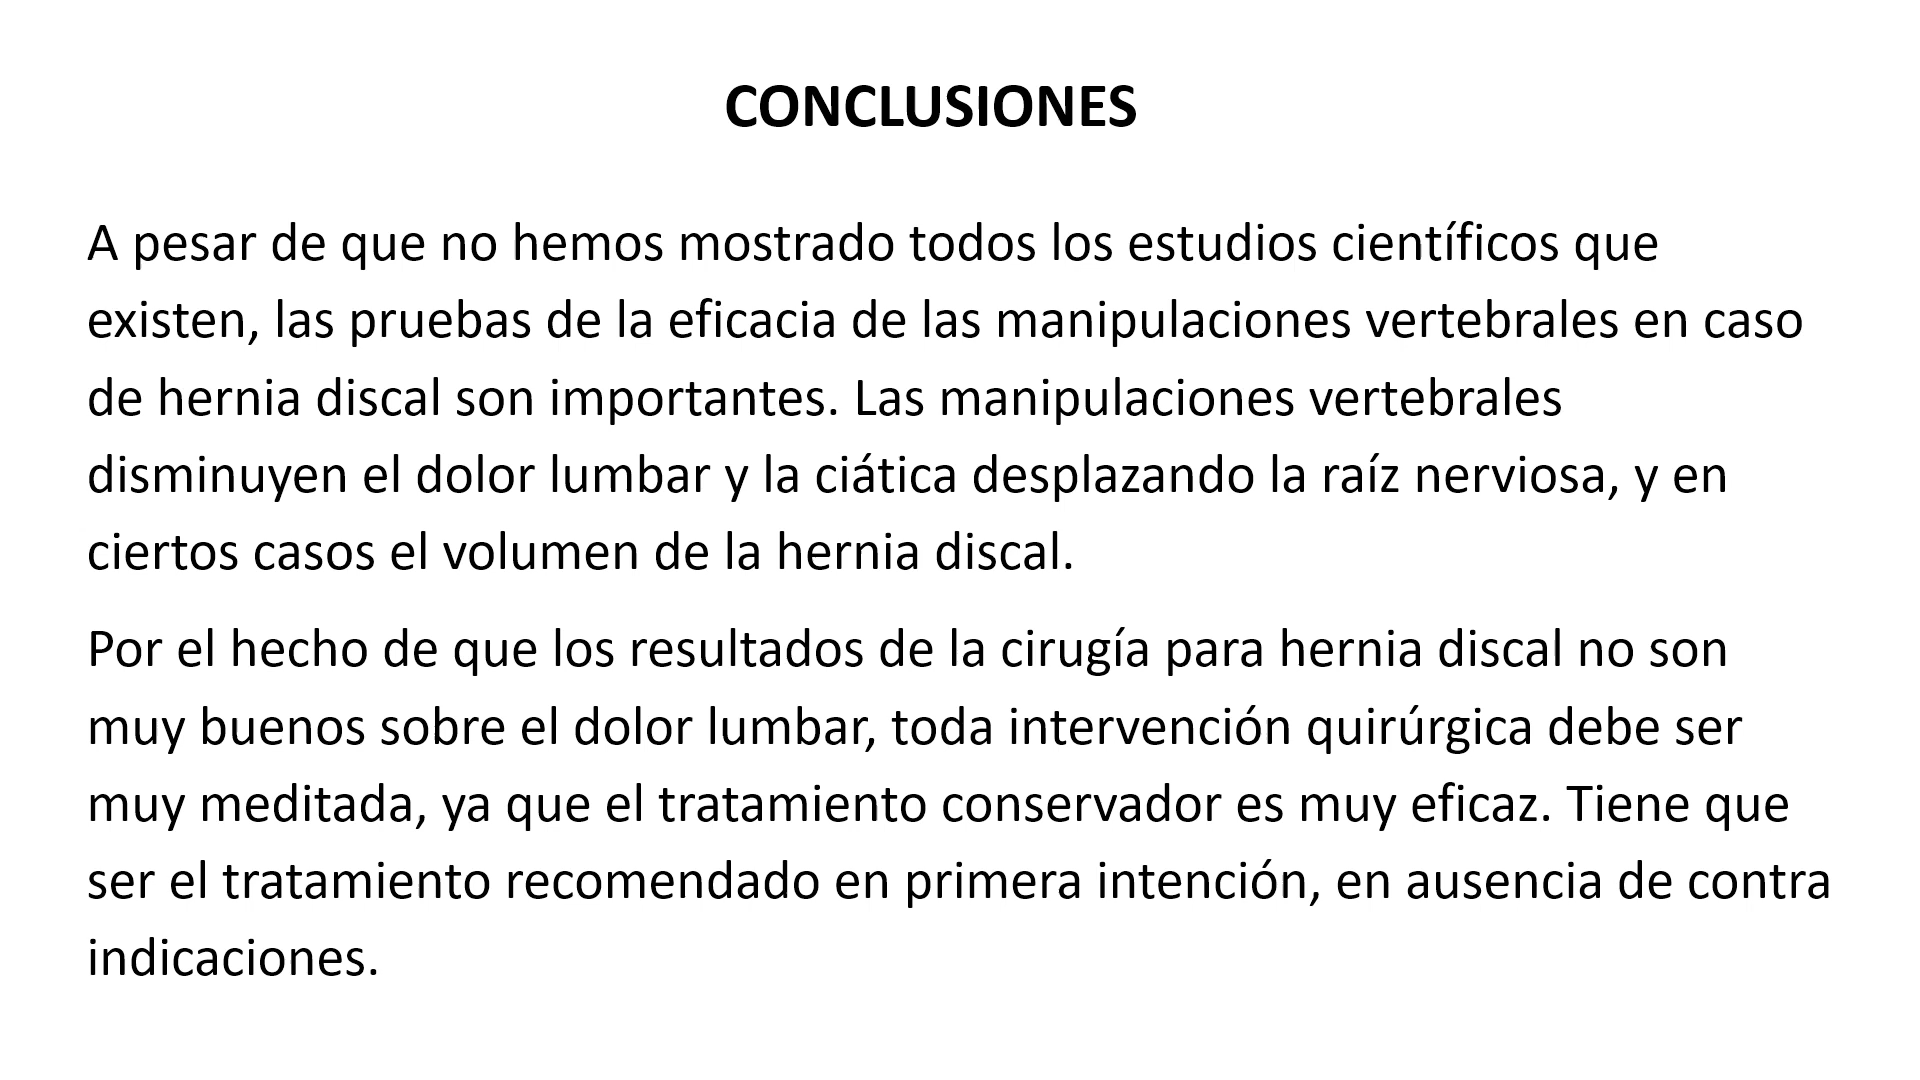 CONCLUSIONES
A pesar de que no hemos mostrado todos los estudios científicos que
existen, las pruebas de la eficacia de las manipulaciones vertebrales en caso
de hernia discal son importantes. Las manipulaciones vertebrales
disminuyen el dolor lumbar y la ciática desplazando la raíz nerviosa, y en
ciertos casos el volumen de la hernia discal.
Por el hecho de que los resultados de la cirugía para hernia discal no son
muy buenos sobre el dolor lumbar, toda intervención quirúrgica debe ser
muy meditada, ya que el tratamiento conservador es muy eficaz. Tiene que
ser el tratamiento recomendado en primera intención, en ausencia de contra
indicaciones.